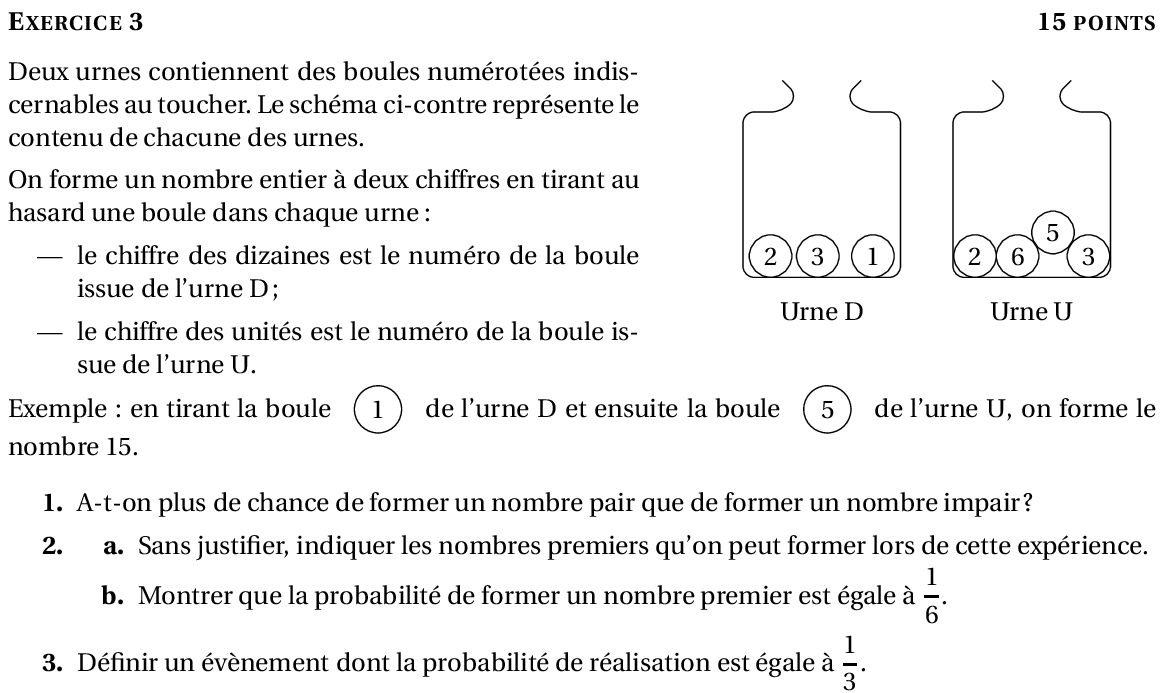 EXERCICE 3 15 POINTS
Deux urnes contiennent des boules numérotées indis-
cernables au toucher. Le schéma ci-contre représente le
contenu de chacune des urnes.
On forme un nombre entier à deux chiffres en tirant au
hasard une boule dans chaque urne :
— le chiffre des dizaines est le numéro de la boule
issue de l'urne D ;
— le chiffre des unités est le numéro de la boule is-
sue de l'urne U.
2 3 1
Urne D
2 6 5 3
Urne U
Exemple : en tirant la boule 1 de l'urne D et ensuite la boule 5 de l'urne U, on forme le
nombre 15.
1. A-t-on plus de chance de former un nombre pair que de former un nombre impair ?
2. a. Sans justifier, indiquer les nombres premiers qu'on peut former lors de cette expérience.
b. Montrer que la probabilité de former un nombre premier est égale à 1/6.
3. Définir un évènement dont la probabilité de réalisation est égale à 1/3.